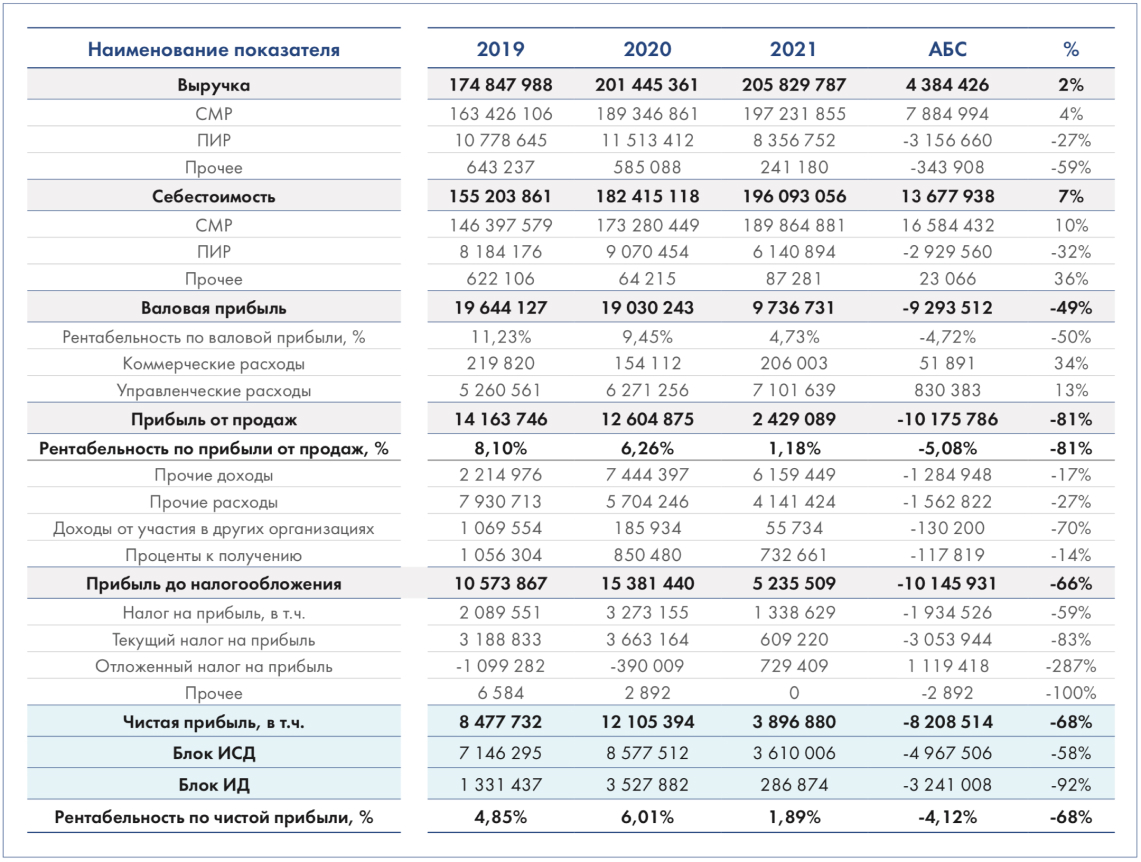 Наименование показателя 2019 2020 2021 АБС %
Выручка 174 847 988 201 445 361 205 829 787 4 384 426 2%
СМР 163 426 106 189 346 861 197 231 855 7 884 994 4%
ПИР 10 778 645 11 513 412 8 356 752 -3 156 660 -27%
Прочее 643 237 585 088 241 180 -343 908 -59%
Себестоимость 155 203 861 182 415 118 196 093 056 13 677 938 7%
СМР 146 397 579 173 280 449 189 864 881 16 584 432 10%
ПИР 8 184 176 9 070 454 6 140 894 -2 929 560 -32%
Прочее 622 106 64 215 87 281 23 066 36%
Валовая прибыль 19 644 127 19 030 243 9 736 731 -9 293 512 -49%
Рентабельность по валовой прибыли, % 11,23% 9,45% 4,73% -4,72% -50%
Коммерческие расходы 219 820 154 112 206 003 51 891 34%
Управленческие расходы 5 260 561 6 271 256 7 101 639 830 383 13%
Прибыль от продаж 14 163 746 12 604 875 2 429 089 -10 175 786 -81%
Рентабельность по прибыли от продаж, % 8,10% 6,26% 1,18% -5,08% -81%
Прочие доходы 2 214 976 7 444 397 6 159 449 -1 284 948 -17%
Прочие расходы 7 930 713 5 704 246 4 141 424 -1 562 822 -27%
Доходы от участия в других организациях 1 069 554 185 934 55 734 -130 200 -70%
Проценты к получению 1 056 304 850 480 732 661 -117 819 -14%
Прибыль до налогообложения 10 573 867 15 381 440 5 235 509 -10 145 931 -66%
Налог на прибыль, в т.ч. 2 089 551 3 273 155 1 338 629 -1 934 526 -59%
Текущий налог на прибыль 3 188 833 3 663 164 609 220 -3 053 944 -83%
Отложенный налог на прибыль -1 099 282 -390 009 729 409 1 119 418 -287%
Прочее 6 584 2 892 0 -2 892 -100%
Чистая прибыль, в т.ч. 8 477 732 12 105 394 3 896 880 -8 208 514 -68%
Блок ИСД 7 146 295 8 577 512 3 610 006 -4 967 506 -58%
Блок ИД 1 331 437 3 527 882 286 874 -3 241 008 -92%
Рентабельность по чистой прибыли, % 4,85% 6,01% 1,89% -4,12% -68%